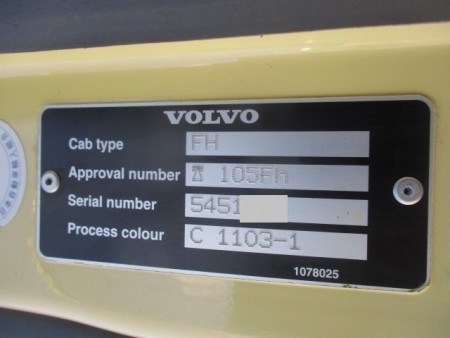 VOLVO
Cab type FH
Approval number 105Fh
Serial number 5451
Process colour C 1103-1
1078025